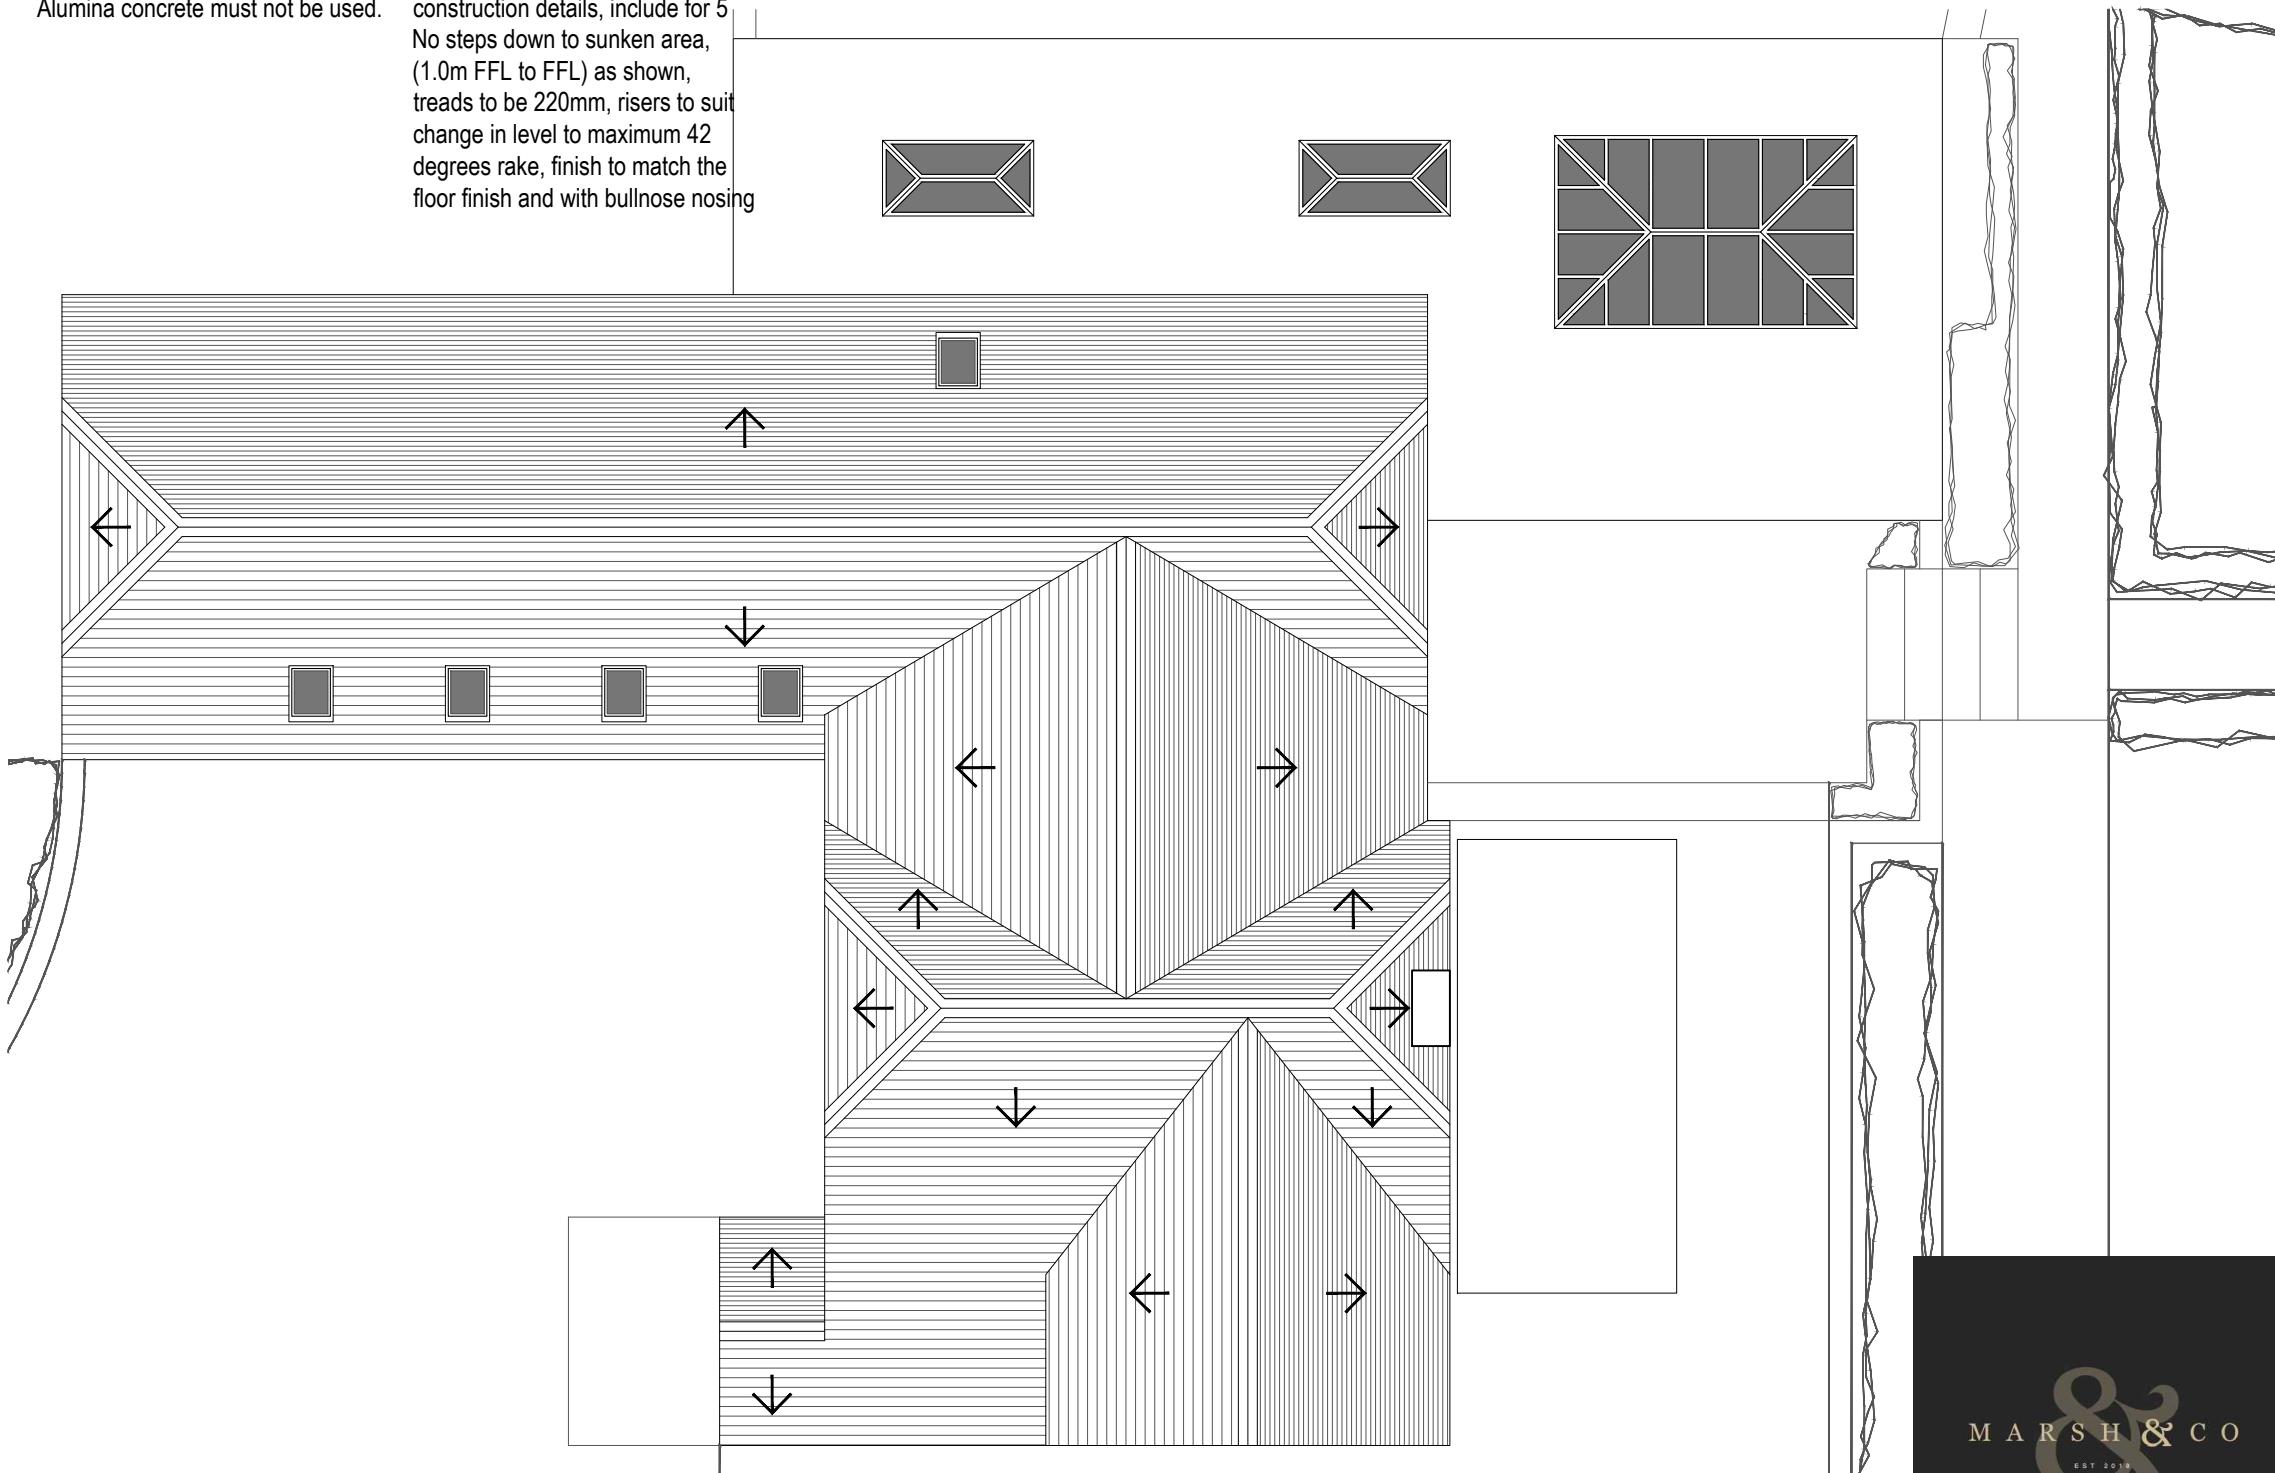 Alumina concrete must not be used.
construction details, include for 5
No steps down to sunken area,
(1.0m FFL to FFL) as shown,
treads to be 220mm, risers to suit
change in level to maximum 42
degrees rake, finish to match the
floor finish and with bullnose nosing
MARSH & CO
EST 2018